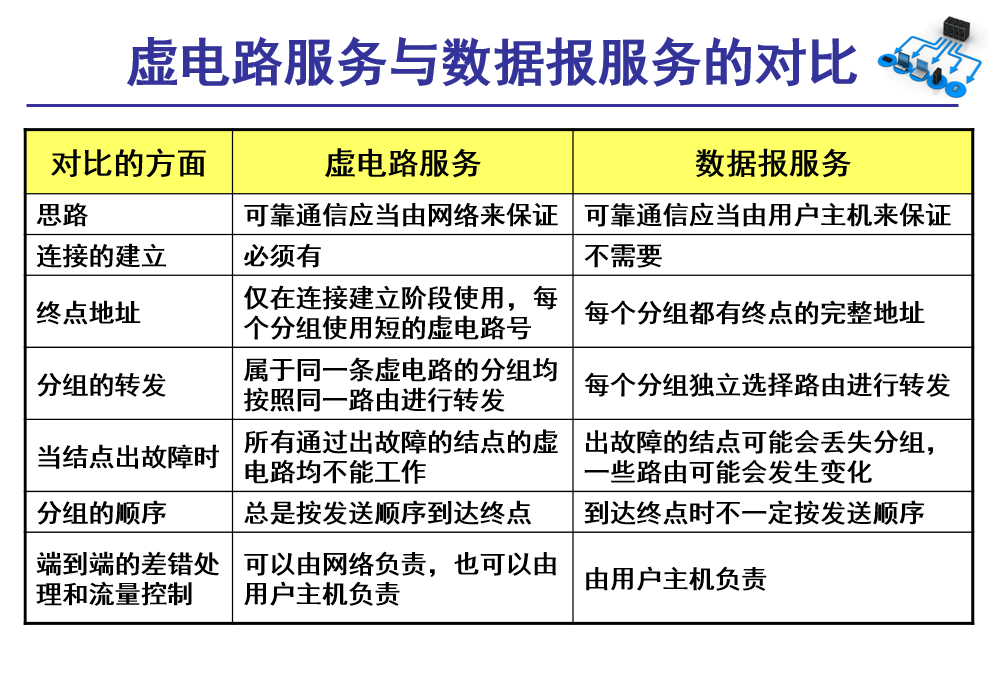 虚电路服务与数据报服务的对比
对比的方面
虚电路服务
数据报服务
思路
可靠通信应当由网络来保证
可靠通信应当由用户主机来保证
连接的建立
必须有
不需要
终点地址
仅在连接建立阶段使用，每
个分组使用短的虚电路号
每个分组都有终点的完整地址
分组的转发
属于同一条虚电路的分组均
按照同一路由进行转发
每个分组独立选择路由进行转发
当结点出故障时
所有通过出故障的结点的虚
电路均不能工作
出故障的结点可能会丢失分组，
一些路由可能会发生变化
分组的顺序
总是按发送顺序到达终点
到达终点时不一定按发送顺序
端到端的差错处
理和流量控制
可以由网络负责，也可以由
用户主机负责
由用户主机负责